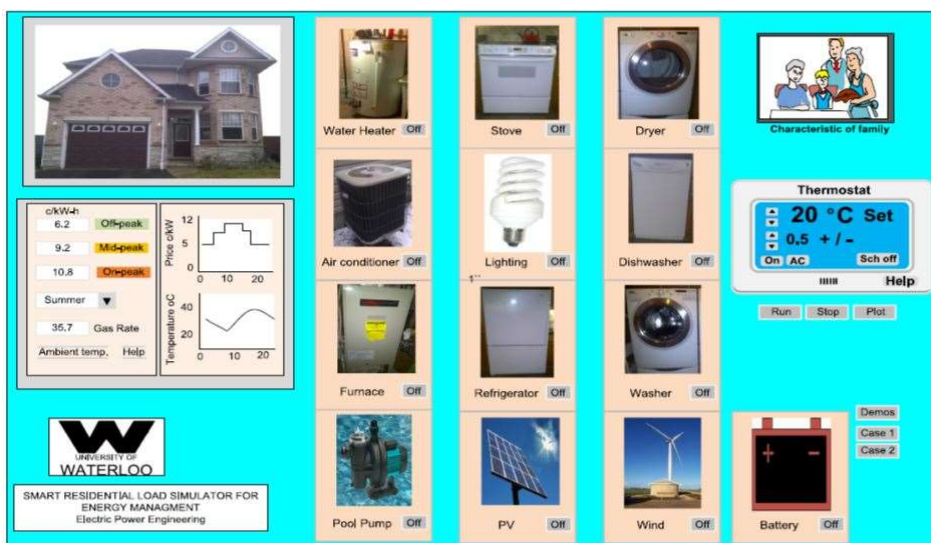 c/kW-h
6.2 Off-peak
9.2 Mid-peak
10.8 On-peak
Summer
35.7 Gas Rate
Ambient temp. Help
Price c/kW
12
5
0
0 10 20
Temperature oC
40
20
0 10 20
UNIVERSITY OF
WATERLOO
SMART RESIDENTIAL LOAD SIMULATOR FOR
ENERGY MANAGMENT
Electric Power Engineering
Water Heater Off
Stove Off
Dryer Off
Air conditioner Off
Lighting Off
Dishwasher Off
Furnace Off
Refrigerator Off
Washer Off
Pool Pump Off
PV Off
Wind Off
Battery Off
Characteristic of family
Thermostat
20 °C Set
0.5 + / -
On AC Sch off
Help
Run Stop Plot
Demos
Case 1
Case 2